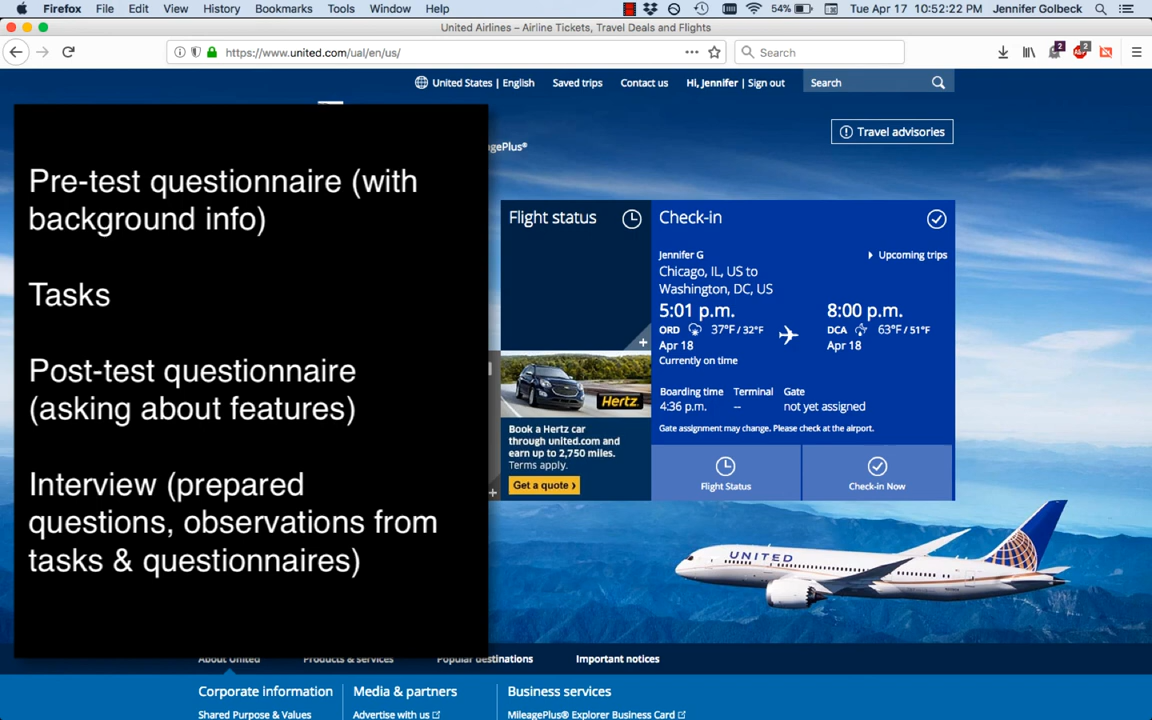 Firefox File Edit View History Bookmarks Tools Window Help 54% Tue Apr 17 10:52:22 PM Jennifer Golbeck
United Airlines – Airline Tickets, Travel Deals and Flights
https://www.united.com/ual/en/us/
Search
2
2
United States | English Saved trips Contact us Hi, Jennifer | Sign out Search
Travel advisories
agePlus®
Pre-test questionnaire (with
background info)
Tasks
Post-test questionnaire
(asking about features)
Interview (prepared
questions, observations from
tasks & questionnaires)
Flight status
Book a Hertz car
through united.com and
earn up to 2,750 miles.
Terms apply.
Get a quote ›
Hertz
Check-in
Jennifer G
Upcoming trips
Chicago, IL, US to
Washington, DC, US
5:01 p.m. 8:00 p.m.
ORD 37°F / 32°F DCA 63°F / 51°F
Apr 18 Apr 18
Currently on time
Boarding time Terminal Gate
4:36 p.m. -- not yet assigned
Gate assignment may change. Please check at the airport.
Flight Status Check-in Now
UNITED
About United Products & services Popular destinations Important notices
Corporate information Media & partners Business services
Shared Purpose & Values Advertise with us MileagePlus® Explorer Business Card